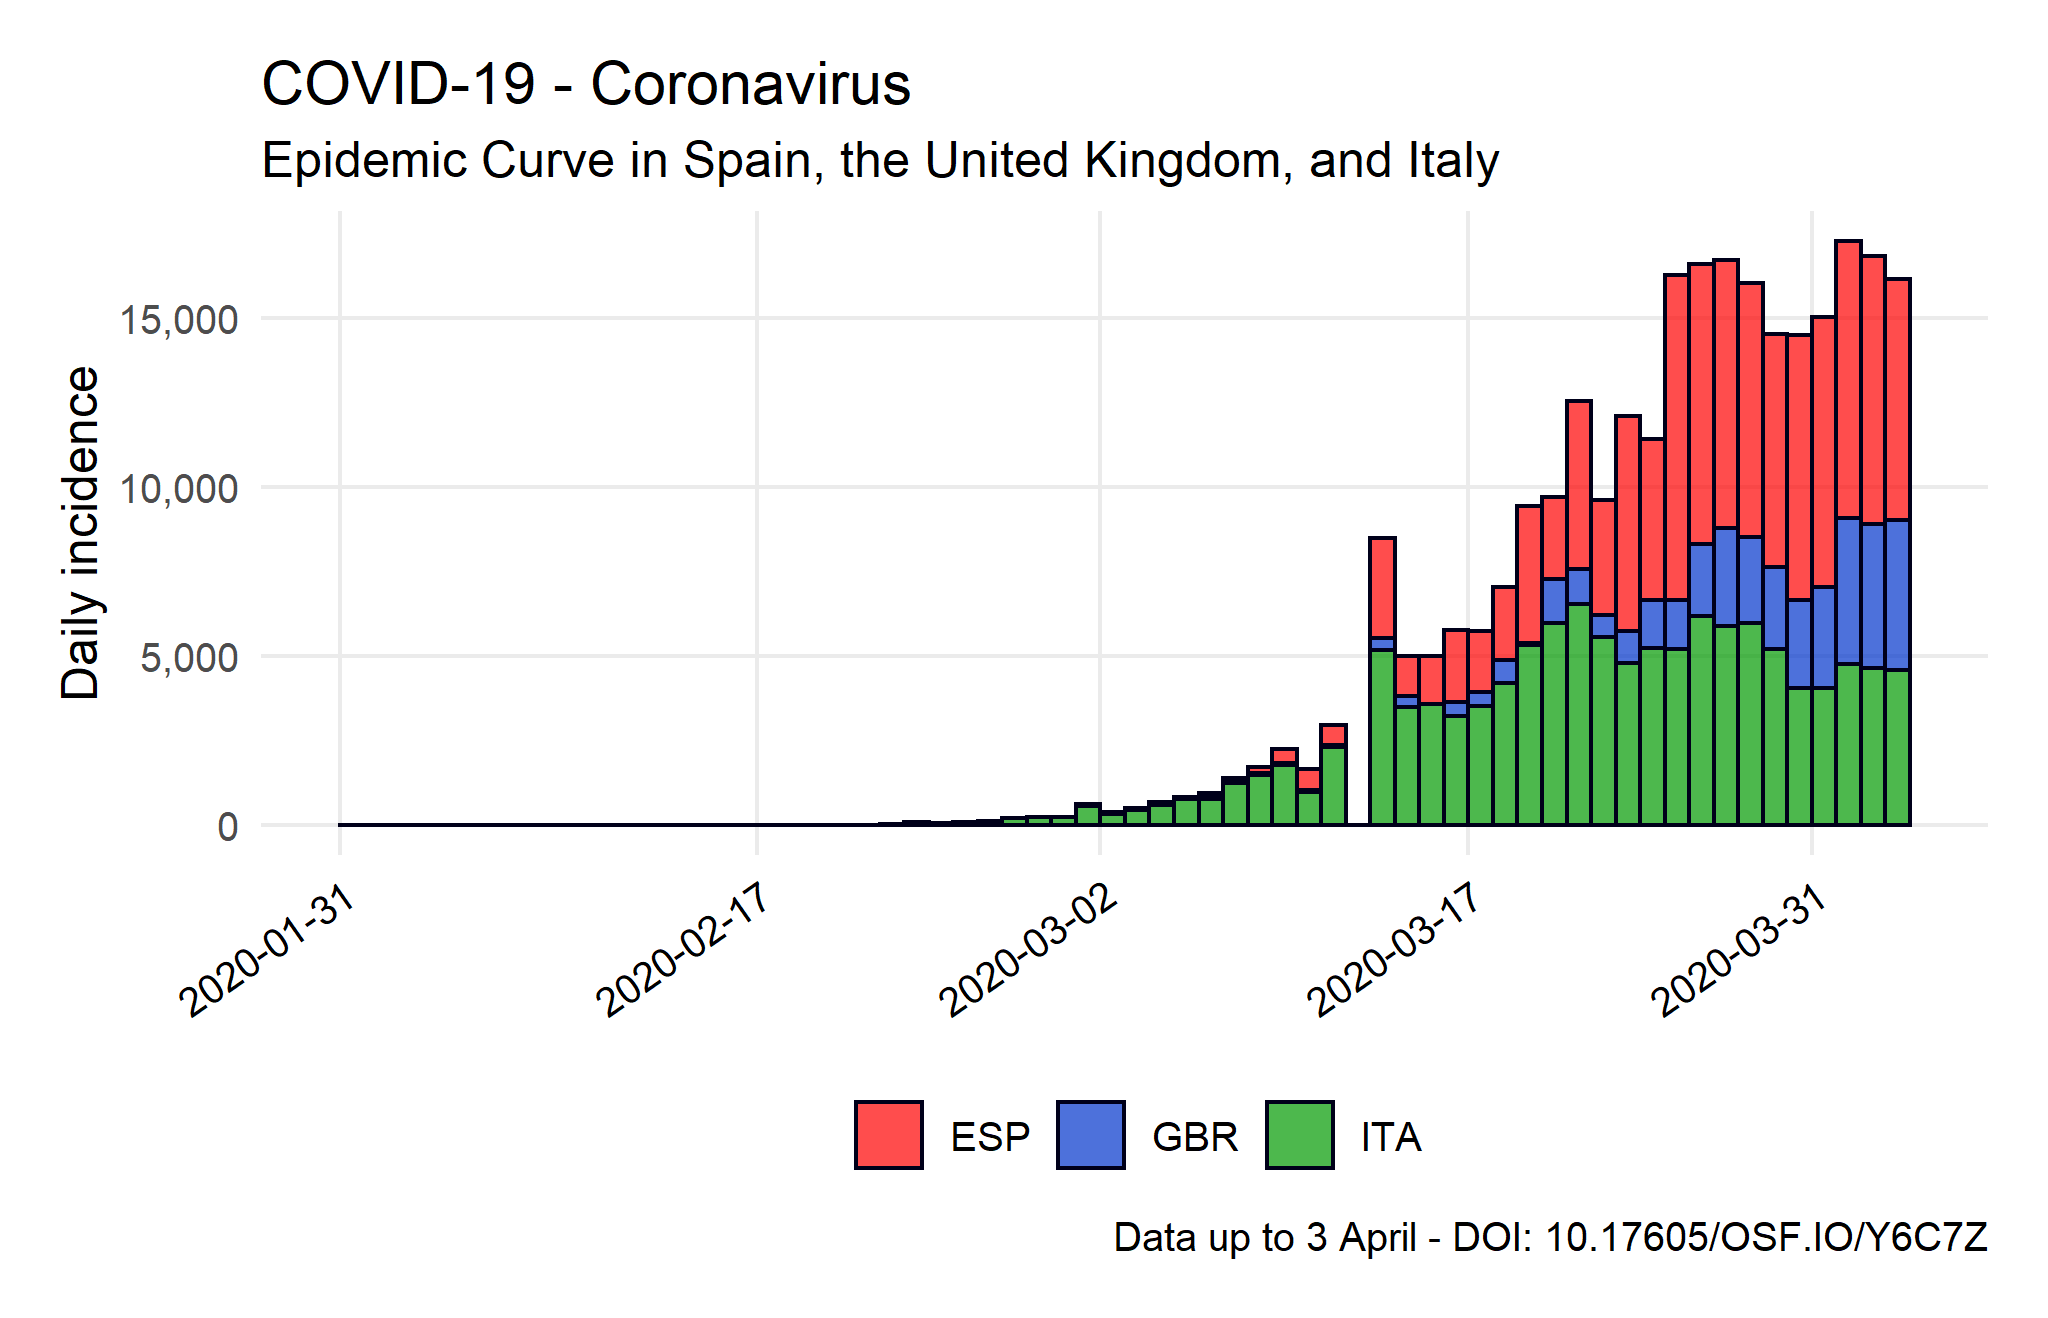 COVID-19 - Coronavirus
Epidemic Curve in Spain, the United Kingdom, and Italy
Daily incidence
15,000
10,000
5,000
0
2020-01-31
2020-02-17
2020-03-02
2020-03-17
2020-03-31
ESP
GBR
ITA
Data up to 3 April - DOI: 10.17605/OSF.IO/Y6C7Z